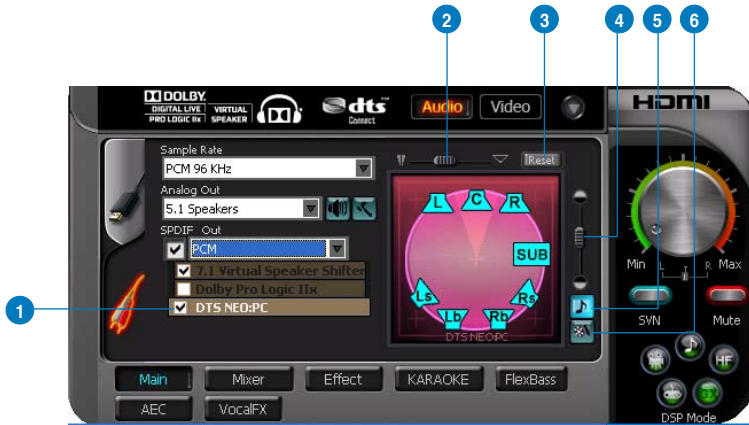 2 3 4 5 6
DOLBY
DIGITAL LIVE
PRO LOGIC IIx
VIRTUAL
SPEAKER
dts
Connect
Audio
Video
HDMI
Sample Rate
PCM 96 KHz
Reset
Analog Out
5.1 Speakers
SPDIF Out
PCM
7.1 Virtual Speaker Shifter
Dolby Pro Logic IIx
1
DTS NEO:PC
L C R
SUB
Ls Rs
Lb Rb
DTS NEO:PC
Min L R Max
SVN Mute
HF
GX
DSP Mode
Main Mixer Effect KARAOKE FlexBass
AEC VocalFX